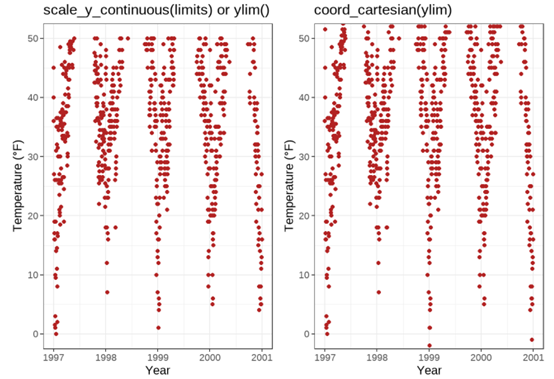 scale_y_continuous(limits) or ylim()
50
40
30
20
10
0
Temperature (°F)
1997 1998 1999 2000 2001
Year
coord_cartesian(ylim)
50
40
30
20
10
0
Temperature (°F)
1997 1998 1999 2000 2001
Year